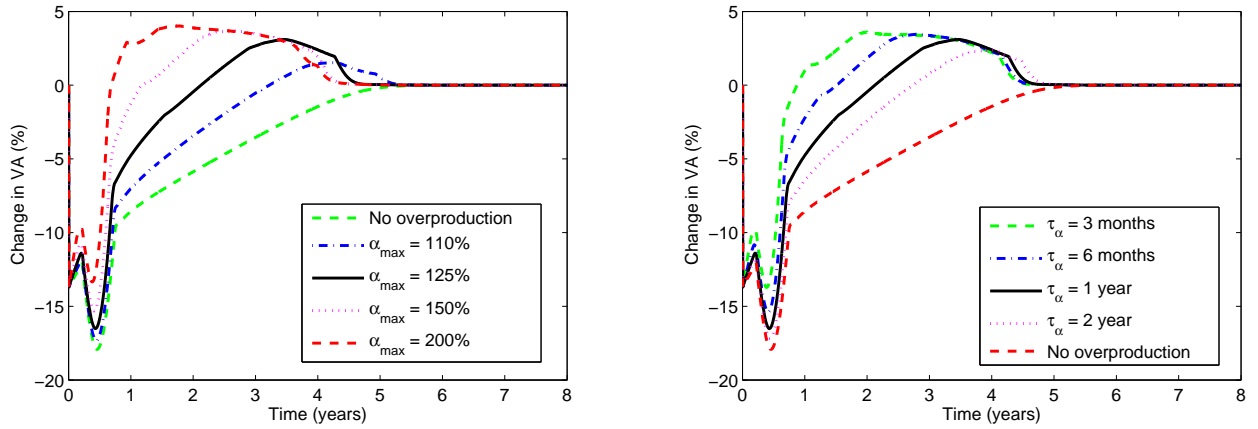 5
0
−5
−10
−15
−20
Change in VA (%)
No overproduction
α_max = 110%
α_max = 125%
α_max = 150%
α_max = 200%
0 1 2 3 4 5 6 7 8
Time (years)
5
0
−5
−10
−15
−20
Change in VA (%)
τ_α = 3 months
τ_α = 6 months
τ_α = 1 year
τ_α = 2 year
No overproduction
0 1 2 3 4 5 6 7 8
Time (years)